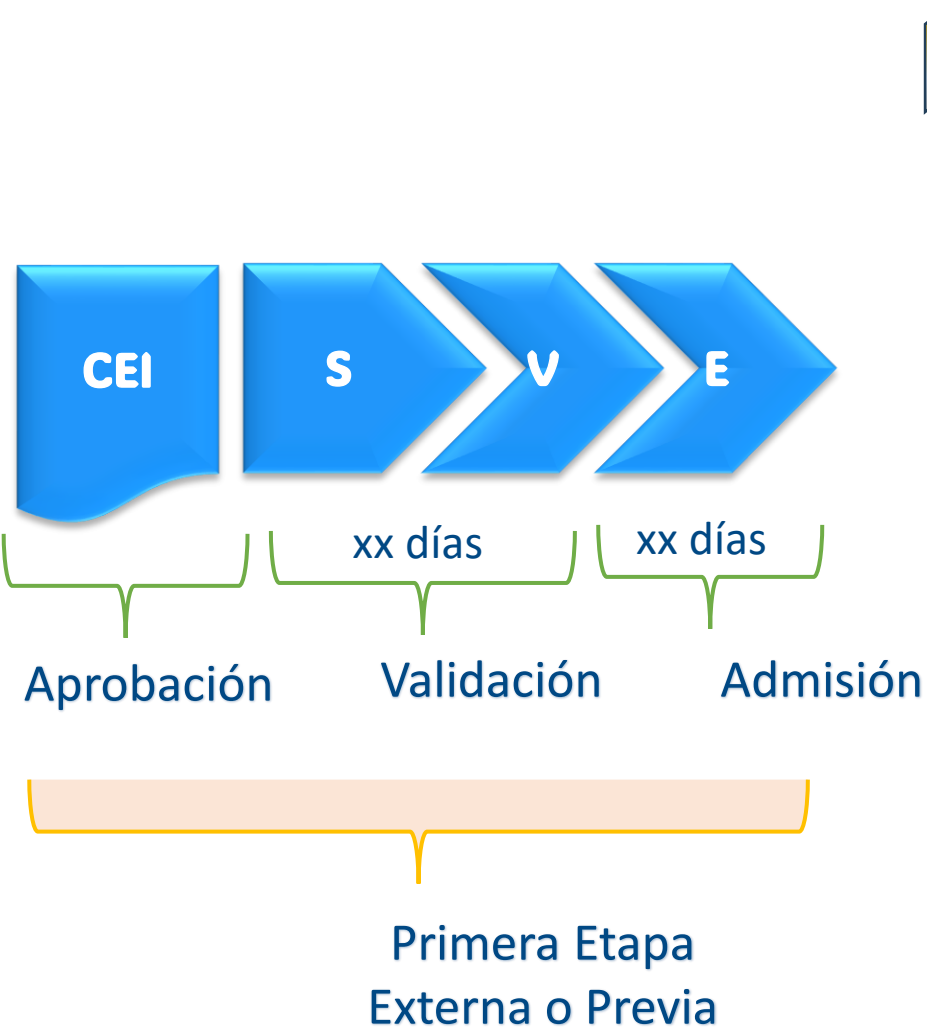 CEI
S
V
E
xx días
xx días
Aprobación
Validación
Admisión
Primera Etapa
Externa o Previa